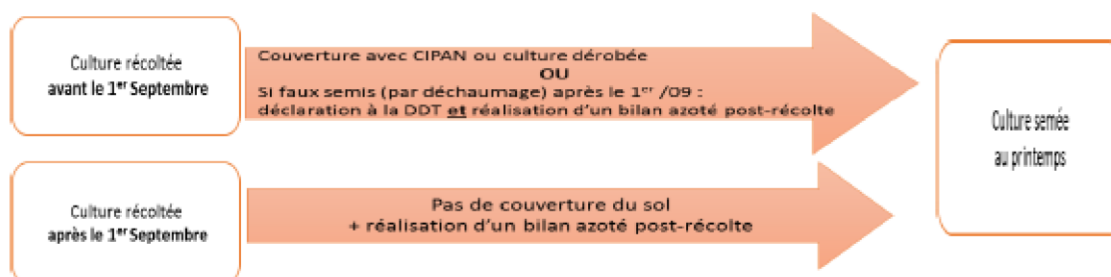 Culture récoltée
avant le 1er Septembre
Couverture avec CIPAN ou culture dérobée
OU
Si faux semis (par déchaumage) après le 1er /09 :
déclaration à la DDT et réalisation d'un bilan azoté post-récolte
Culture semée
au printemps
Culture récoltée
après le 1er Septembre
Pas de couverture du sol
+ réalisation d'un bilan azoté post-récolte